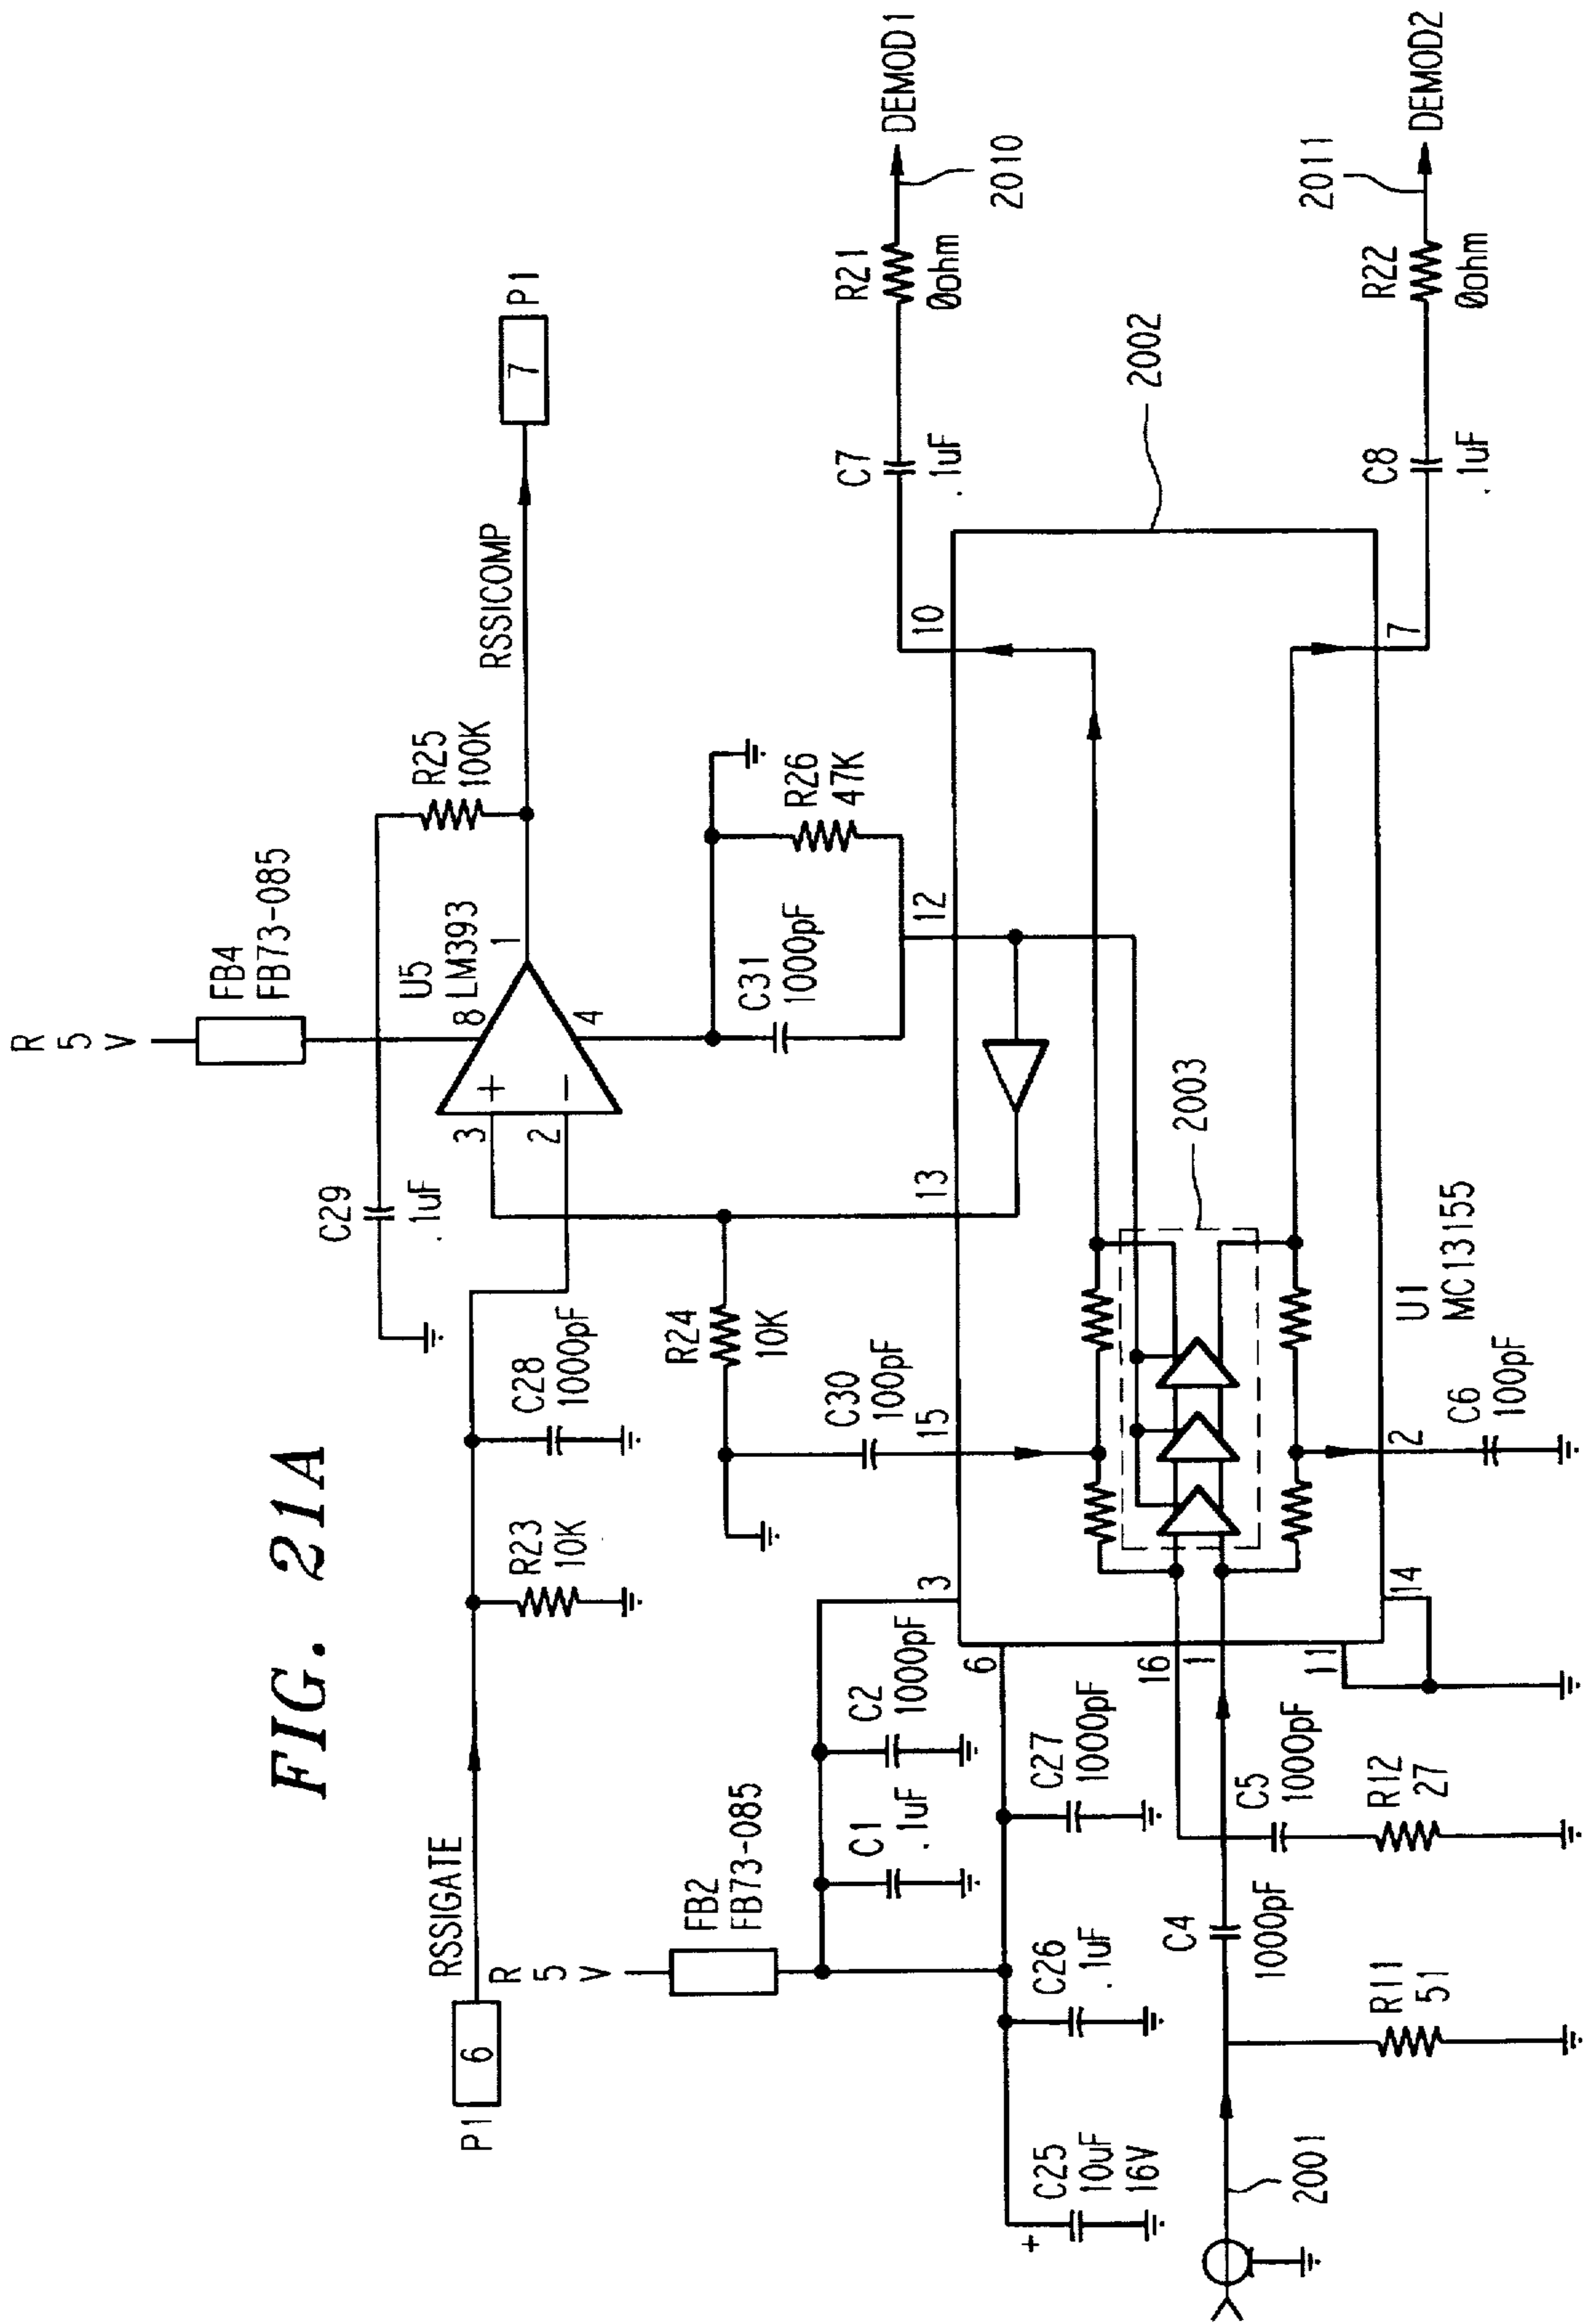 FIG. 21A
R
5
V
FB4
FB73-085
C29
.1uF
U5
LM393
8
1
4
3
2
+
−
R25
100K
RSSICOMP
7
P1
P1
6
RSSIGATE
R23
10K
C28
1000pF
R24
10K
C30
100pF
C31
1000pF
R26
47K
R
5
V
FB2
FB73-085
C1
.1uF
C2
1000pF
3
15
13
12
10
C7
.1uF
R21
0ohm
DEMOD1
2010
2002
2003
C25
10uF
16V
+
C26
.1uF
C27
1000pF
6
16
1
11
14
2
7
C8
.1uF
R22
0ohm
DEMOD2
2011
U1
MC13155
C6
100pF
2001
R11
51
C4
1000pF
C5
1000pF
R12
27